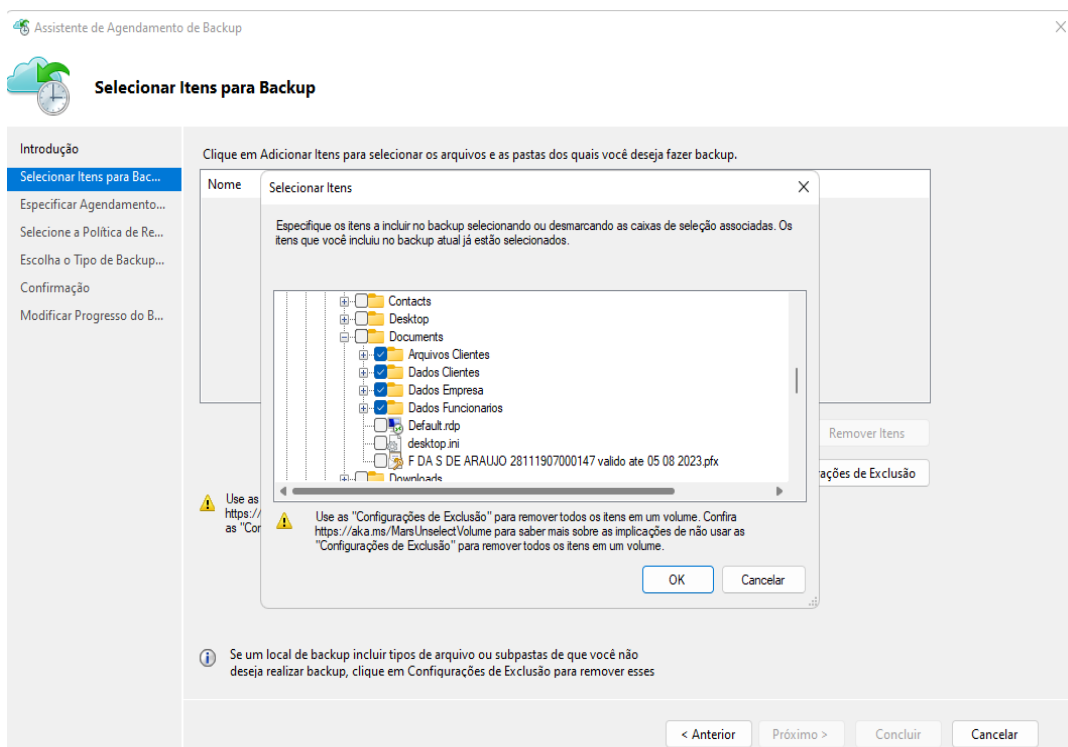 Assistente de Agendamento de Backup
Selecionar Itens para Backup
Introdução
Selecionar Itens para Bac...
Especificar Agendamento...
Selecione a Política de Re...
Escolha o Tipo de Backup...
Confirmação
Modificar Progresso do B...
Clique em Adicionar Itens para selecionar os arquivos e as pastas dos quais você deseja fazer backup.
Nome
Selecionar Itens
Especifique os itens a incluir no backup selecionando ou desmarcando as caixas de seleção associadas. Os
itens que você incluiu no backup atual já estão selecionados.
Contacts
Desktop
Documents
Arquivos Clientes
Dados Clientes
Dados Empresa
Dados Funcionarios
Default.rdp
desktop.ini
F DA S DE ARAUJO 28111907000147 valido ate 05 08 2023.pfx
Downloads
Use as "Configurações de Exclusão" para remover todos os itens em um volume. Confira
https://aka.ms/MarsUnselectVolume para saber mais sobre as implicações de não usar as
"Configurações de Exclusão" para remover todos os itens em um volume.
OK
Cancelar
Remover Itens
rações de Exclusão
Use as
https://
as "Cor
Se um local de backup incluir tipos de arquivo ou subpastas de que você não
deseja realizar backup, clique em Configurações de Exclusão para remover esses
< Anterior
Próximo >
Concluir
Cancelar